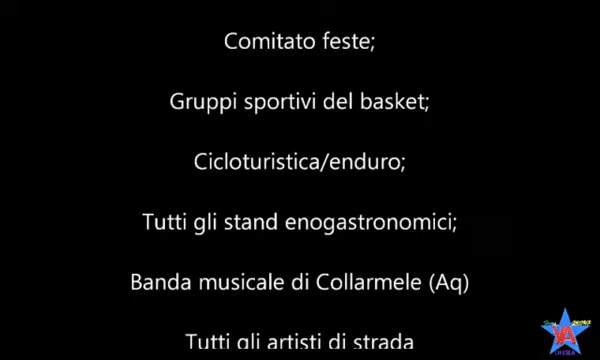 Comitato feste;
Gruppi sportivi del basket;
Cicloturistica/enduro;
Tutti gli stand enogastronomici;
Banda musicale di Collarmele (Aq)
Tutti gli artisti di strada